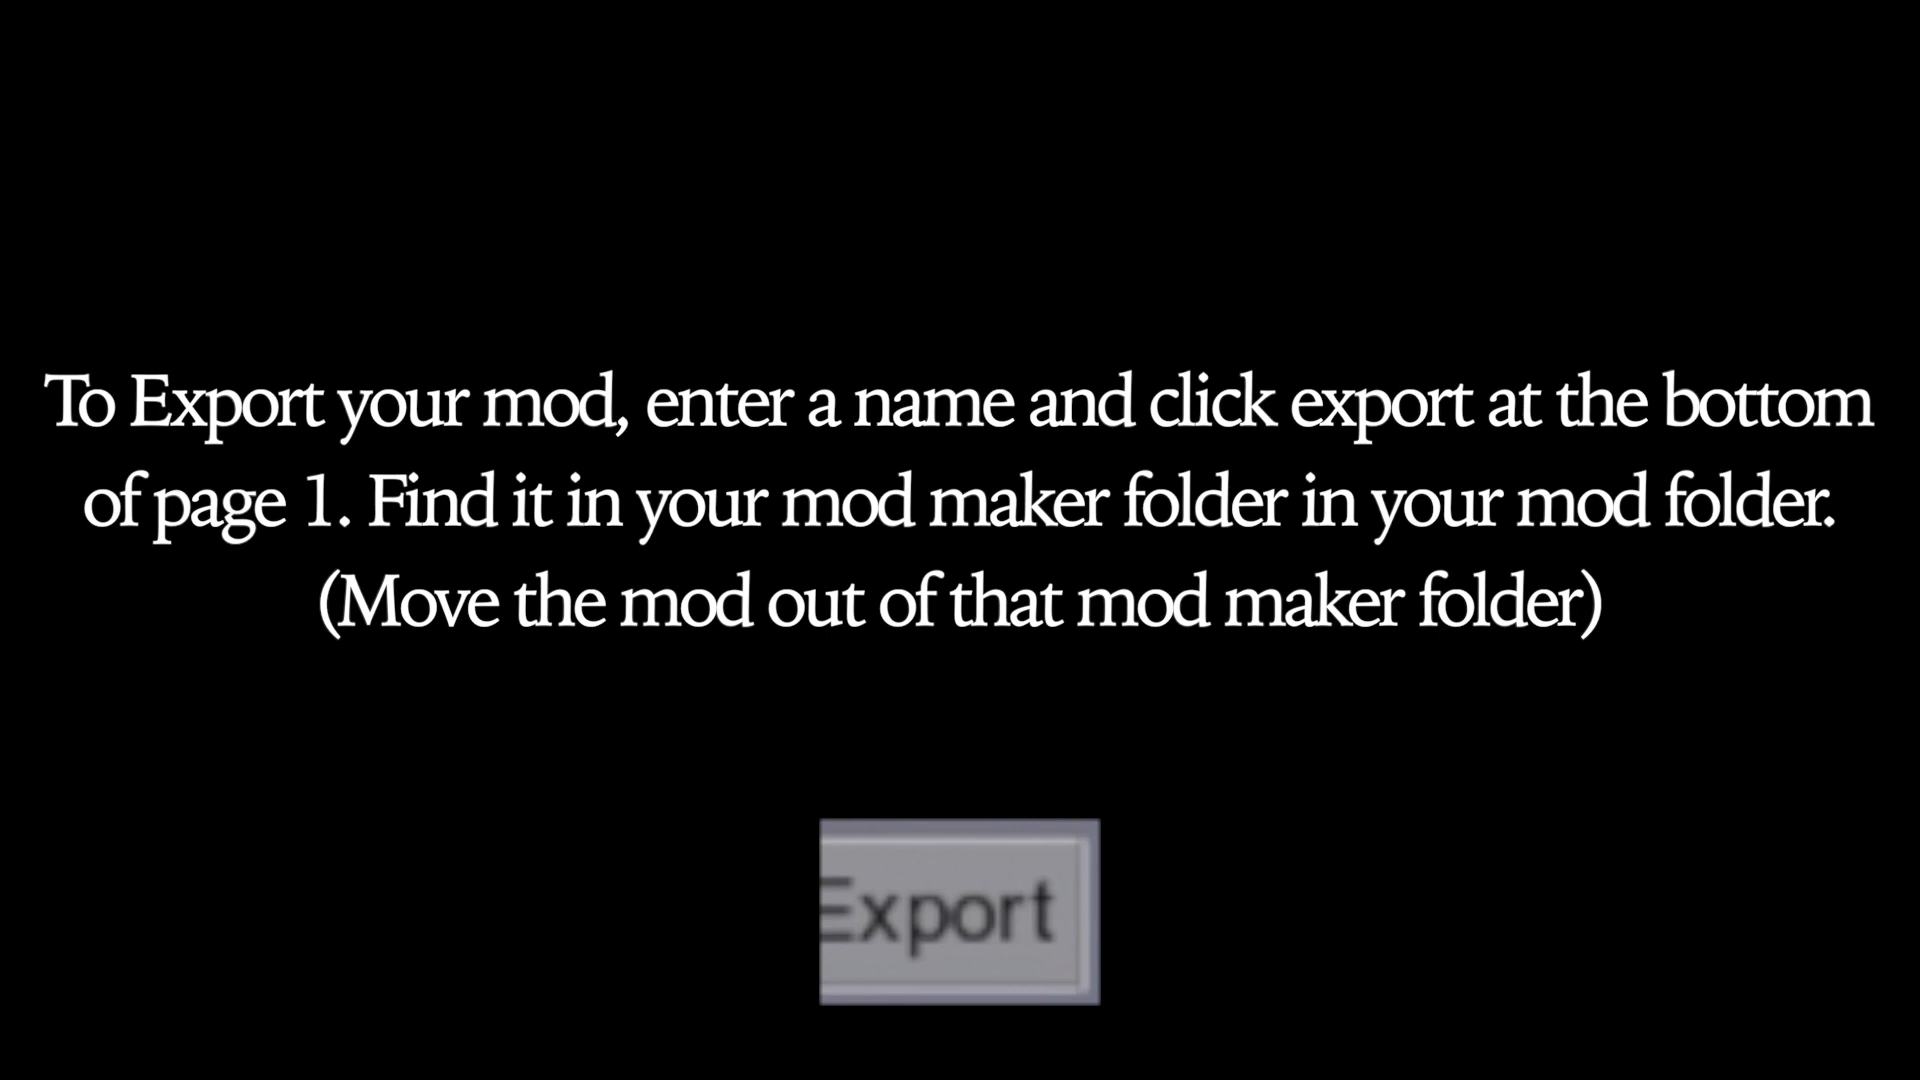 To Export your mod, enter a name and click export at the bottom
of page 1. Find it in your mod maker folder in your mod folder.
(Move the mod out of that mod maker folder)
Export